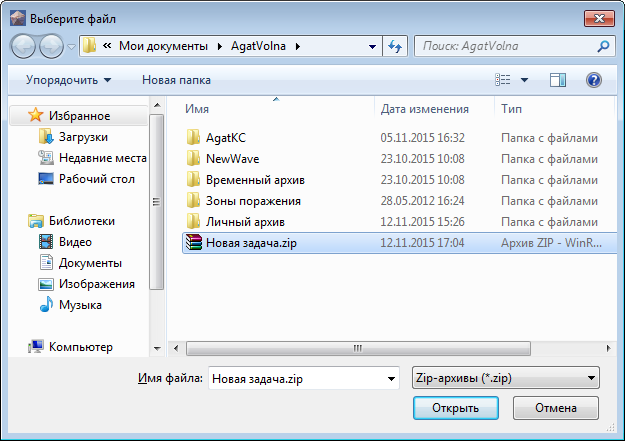 Выберите файл
« Мои документы AgatVolna Поиск: AgatVolna
Упорядочить Новая папка
Избранное
Загрузки
Недавние места
Рабочий стол
Библиотеки
Видео
Документы
Изображения
Музыка
Компьютер
Имя Дата изменения Тип
AgatKC 05.11.2015 16:32 Папка с файлами
NewWave 23.10.2015 10:08 Папка с файлами
Временный архив 23.10.2015 10:08 Папка с файлами
Зоны поражения 28.05.2012 16:24 Папка с файлами
Личный архив 12.11.2015 15:26 Папка с файлами
Новая задача.zip 12.11.2015 17:04 Архив ZIP - WinR...
Имя файла: Новая задача.zip Zip-архивы (*.zip)
Открыть Отмена